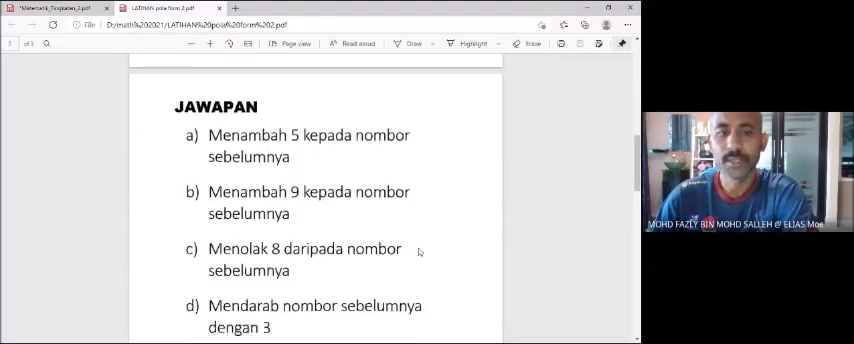 *Matematik_Tingkatan_2.pdf
LATIHAN pola form 2.pdf
File
D:/math%202021/LATIHAN%20pola%20form%202.pdf
2
of 3
Page view
Read aloud
Draw
Highlight
Erase
JAWAPAN
a) Menambah 5 kepada nombor
sebelumnya
b) Menambah 9 kepada nombor
sebelumnya
c) Menolak 8 daripada nombor
sebelumnya
d) Mendarab nombor sebelumnya
dengan 3
MOHD FAZLY BIN MOHD SALLEH @ ELIAS Moe